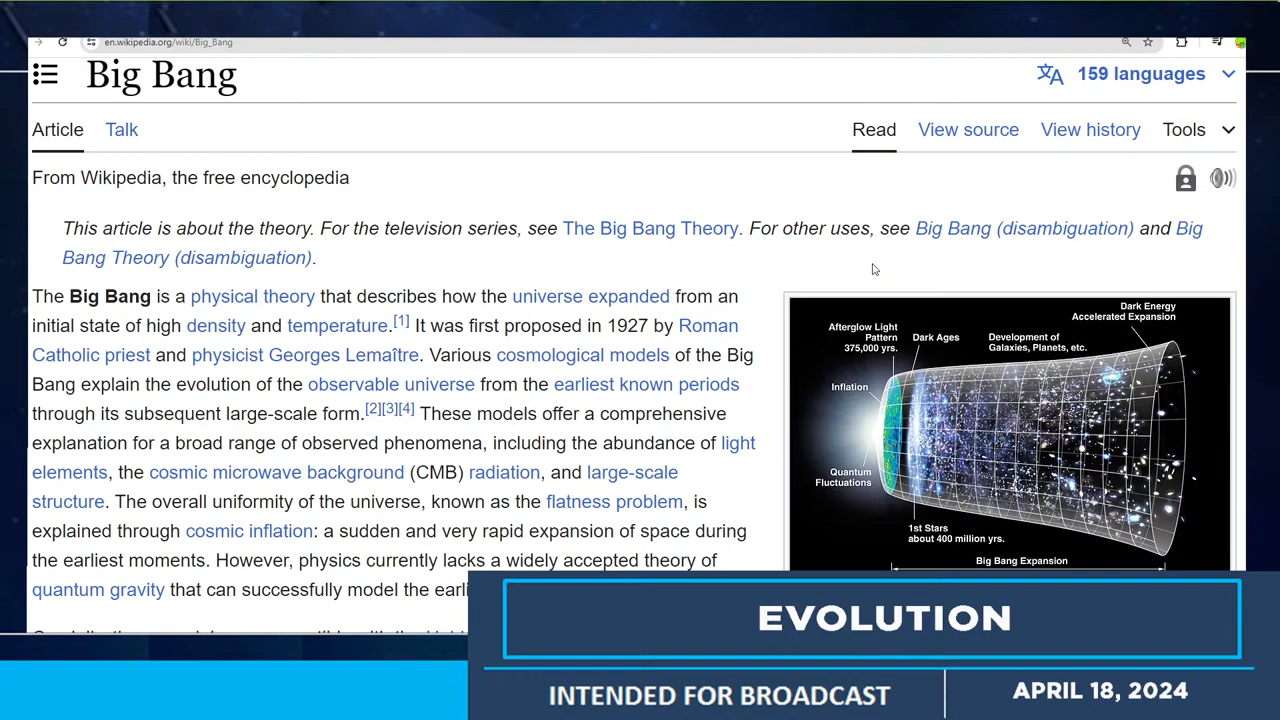 en.wikipedia.org/wiki/Big_Bang
Big Bang
159 languages
Article Talk Read View source View history Tools
From Wikipedia, the free encyclopedia
This article is about the theory. For the television series, see The Big Bang Theory. For other uses, see Big Bang (disambiguation) and Big
Bang Theory (disambiguation).
The Big Bang is a physical theory that describes how the universe expanded from an
initial state of high density and temperature.[1] It was first proposed in 1927 by Roman
Catholic priest and physicist Georges Lemaître. Various cosmological models of the Big
Bang explain the evolution of the observable universe from the earliest known periods
through its subsequent large-scale form.[2][3][4] These models offer a comprehensive
explanation for a broad range of observed phenomena, including the abundance of light
elements, the cosmic microwave background (CMB) radiation, and large-scale
structure. The overall uniformity of the universe, known as the flatness problem, is
explained through cosmic inflation: a sudden and very rapid expansion of space during
the earliest moments. However, physics currently lacks a widely accepted theory of
quantum gravity that can successfully model the earli
Dark Energy
Accelerated Expansion
Afterglow Light
Pattern
375,000 yrs.
Dark Ages
Development of
Galaxies, Planets, etc.
Inflation
Quantum
Fluctuations
1st Stars
about 400 million yrs.
Big Bang Expansion
EVOLUTION
INTENDED FOR BROADCAST
APRIL 18, 2024